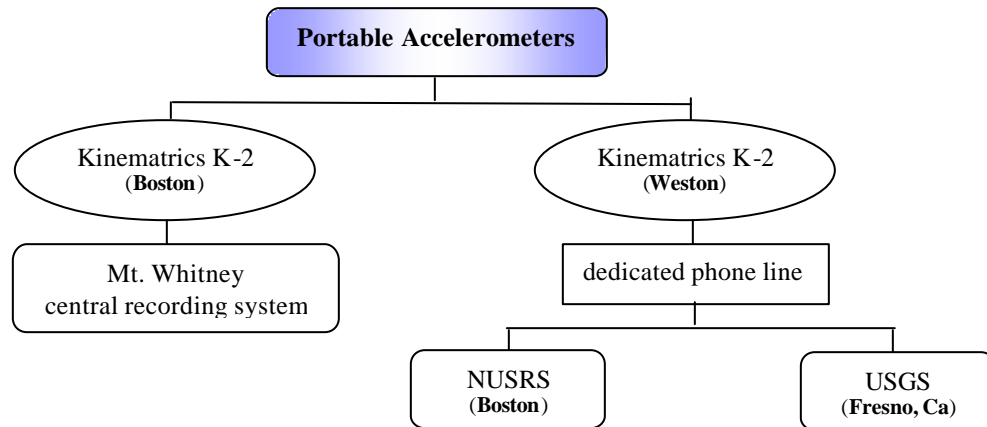 Portable Accelerometers
Kinematrics K-2
(Boston)
Kinematrics K-2
(Weston)
Mt. Whitney
central recording system
dedicated phone line
NUSRS
(Boston)
USGS
(Fresno, Ca)